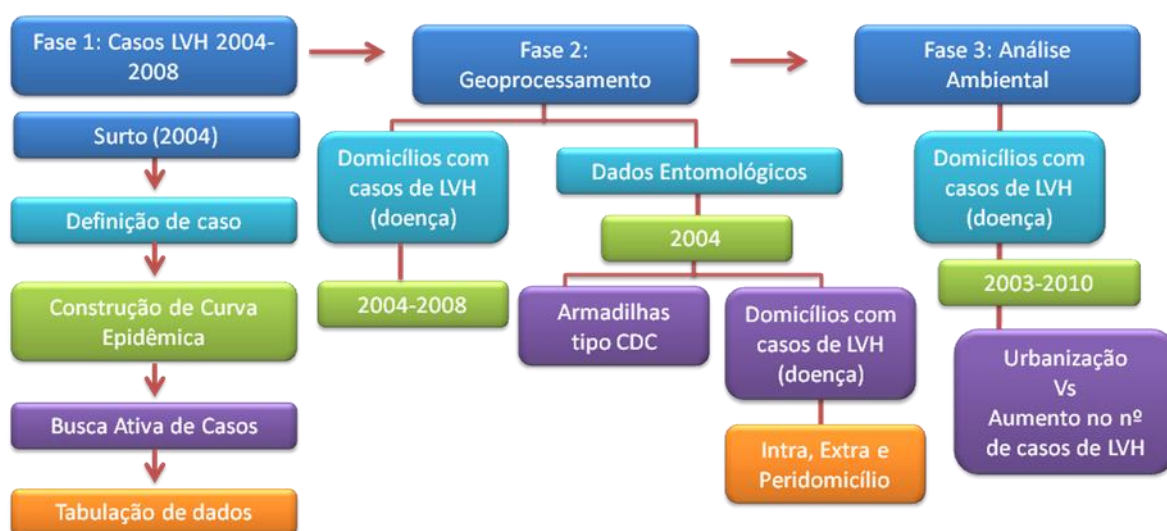 Fase 1: Casos LVH 2004-
2008
Surto (2004)
Definição de caso
Construção de Curva
Epidêmica
Busca Ativa de Casos
Tabulação de dados
Fase 2:
Geoprocessamento
Domicílios com
casos de LVH
(doença)
2004-2008
Dados Entomológicos
2004
Armadilhas
tipo CDC
Domicílios com
casos de LVH
(doença)
Intra, Extra e
Peridomicílio
Fase 3: Análise
Ambiental
Domicílios com
casos de LVH
(doença)
2003-2010
Urbanização
Vs
Aumento no nº
de casos de LVH